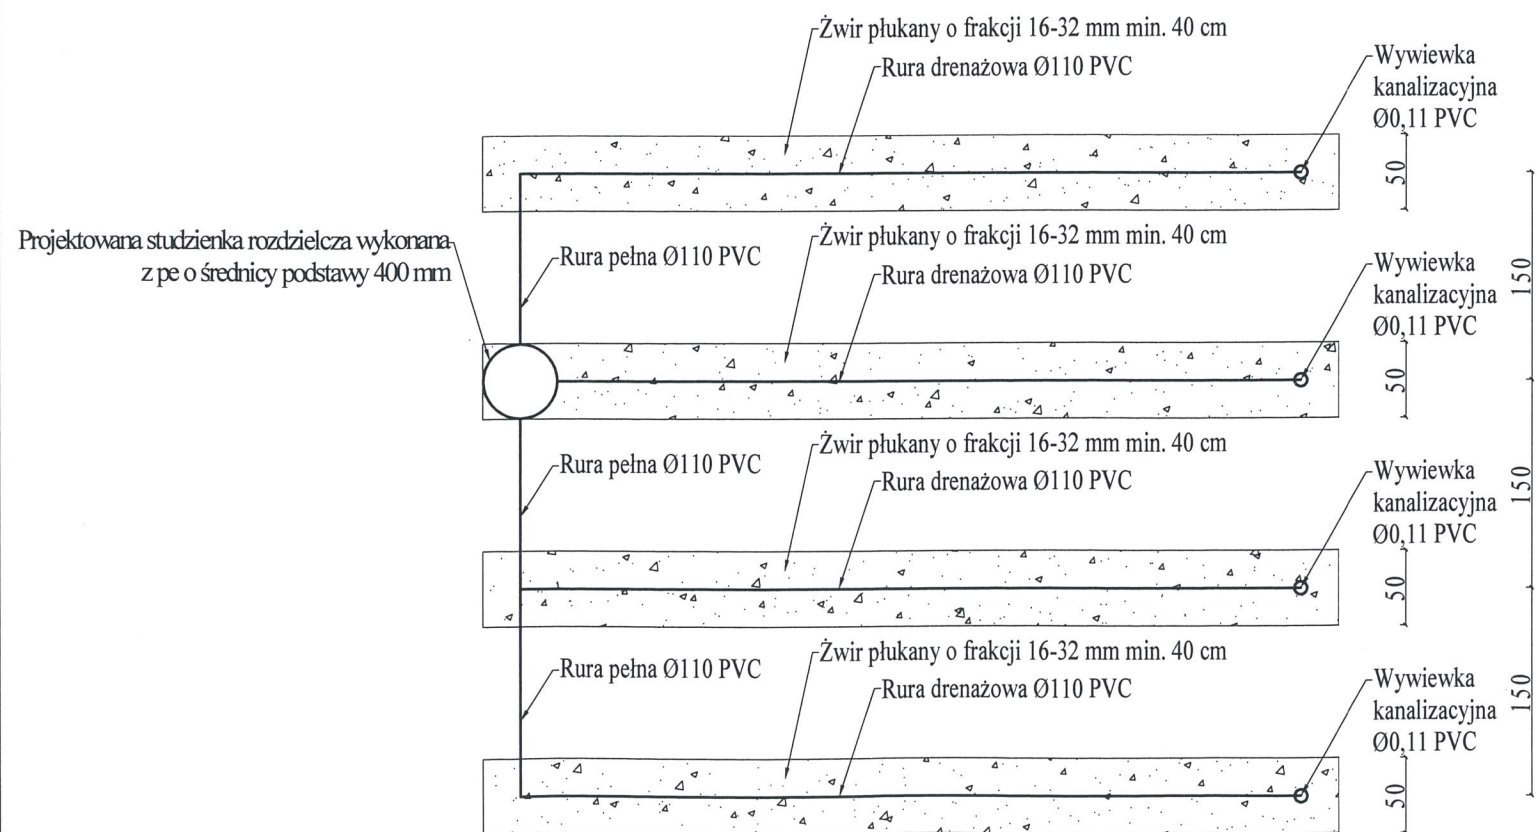 Żwir płukany o frakcji 16-32 mm min. 40 cm
Rura drenażowa Ø110 PVC
Wywiewka
kanalizacyjna
Ø0,11 PVC
50
Projektowana studzienka rozdzielcza wykonana
z pe o średnicy podstawy 400 mm
Rura pełna Ø110 PVC
Żwir płukany o frakcji 16-32 mm min. 40 cm
Rura drenażowa Ø110 PVC
Wywiewka
kanalizacyjna
Ø0,11 PVC
150
50
Rura pełna Ø110 PVC
Żwir płukany o frakcji 16-32 mm min. 40 cm
Rura drenażowa Ø110 PVC
Wywiewka
kanalizacyjna
Ø0,11 PVC
150
50
Rura pełna Ø110 PVC
Żwir płukany o frakcji 16-32 mm min. 40 cm
Rura drenażowa Ø110 PVC
Wywiewka
kanalizacyjna
Ø0,11 PVC
150
50